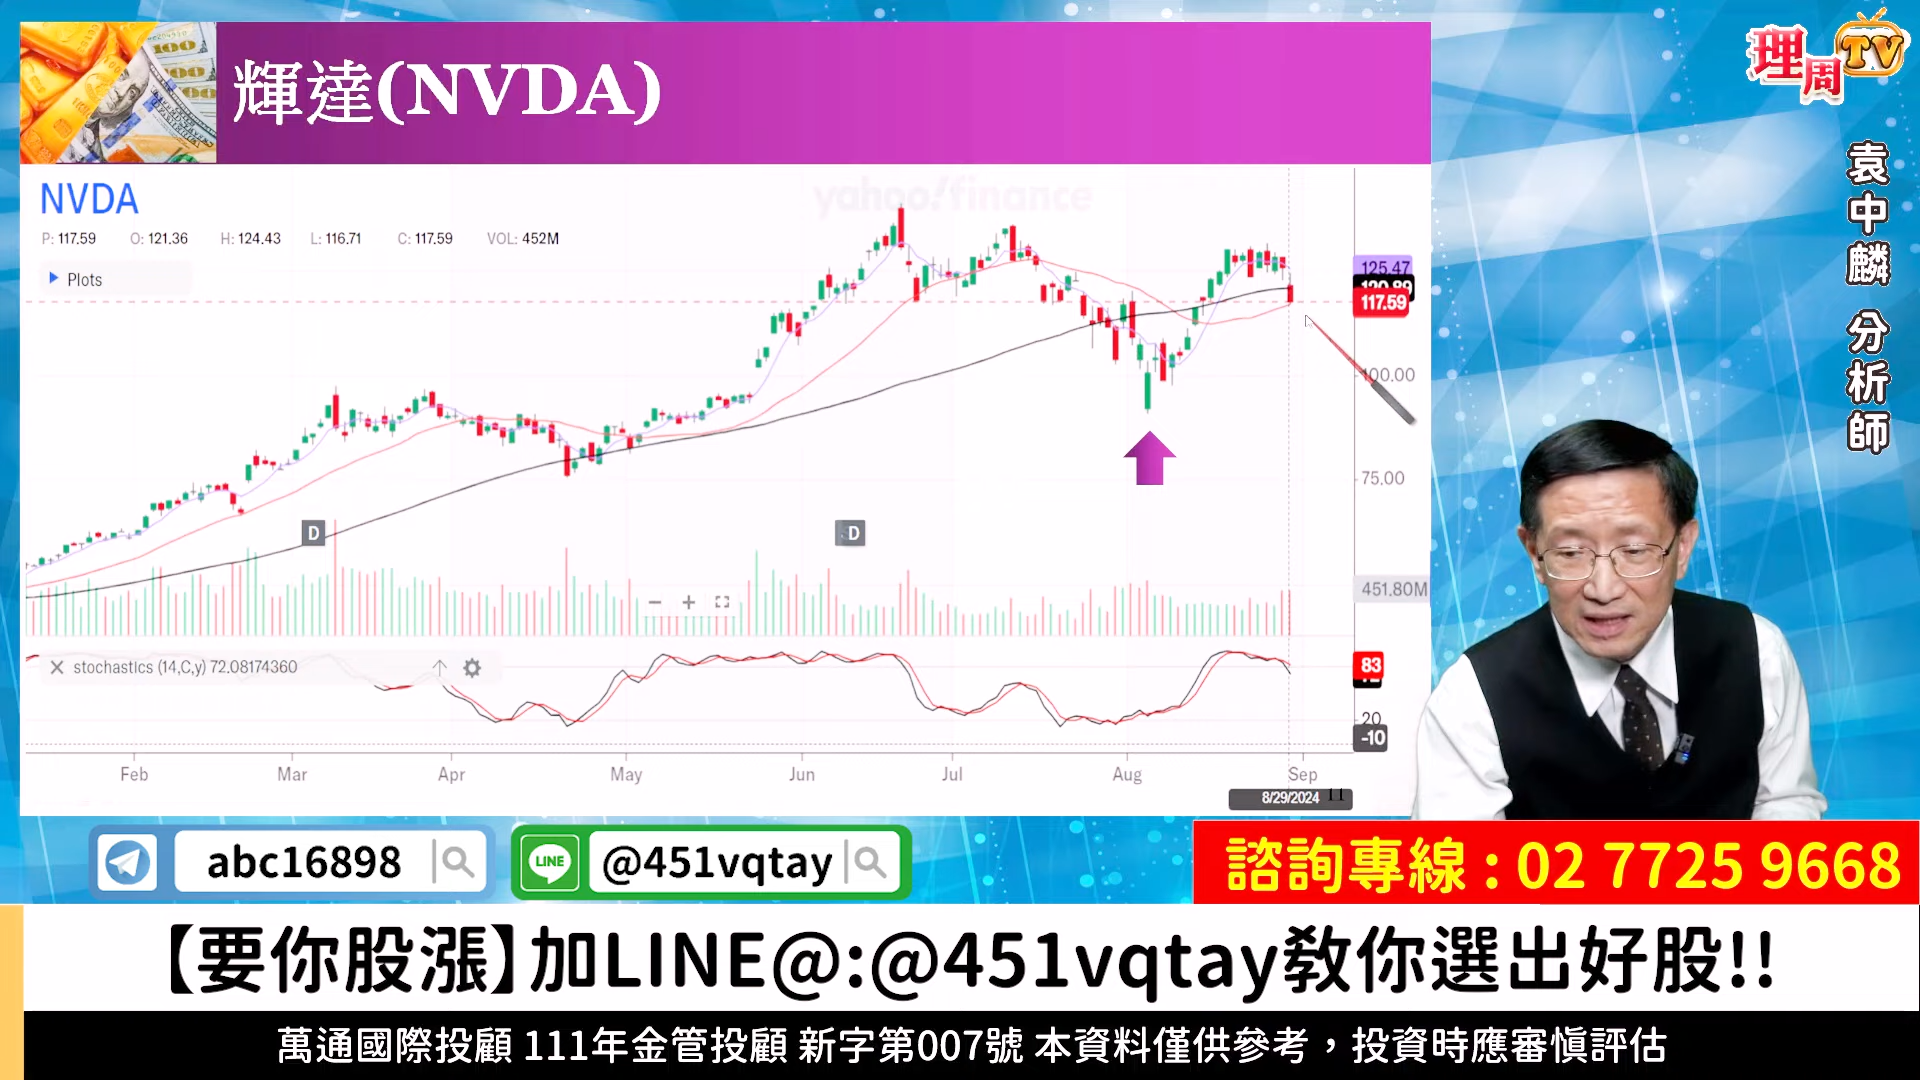 輝達(NVDA)
理周TV
袁中麟 分析師
NVDA
yahoo!finance
P: 117.59 O: 121.36 H: 124.43 L: 116.71 C: 117.59 VOL: 452M
Plots
125.47
120.89
117.59
100.00
75.00
D
D
451.80M
stochastics (14,C,y) 72.08174360
83
20
-10
Feb Mar Apr May Jun Jul Aug Sep
8/29/2024
11
abc16898
LINE
@451vqtay
諮詢專線 : 02 7725 9668
【要你股漲】加LINE@:@451vqtay教你選出好股!!
萬通國際投顧 111年金管投顧 新字第007號 本資料僅供參考，投資時應審慎評估